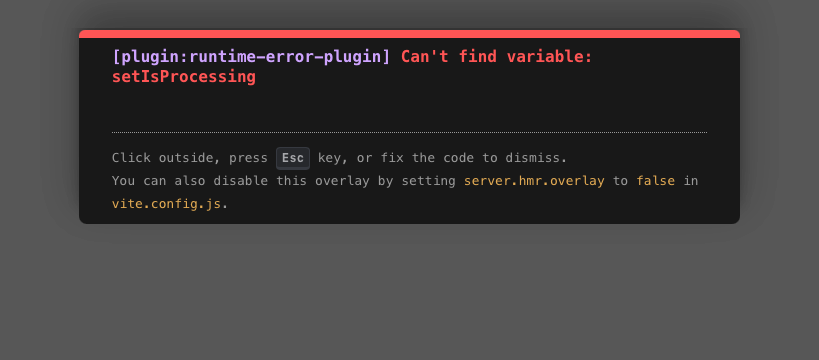 [plugin:runtime-error-plugin] Can't find variable:
setIsProcessing
Click outside, press Esc key, or fix the code to dismiss.
You can also disable this overlay by setting server.hmr.overlay to false in
vite.config.js.